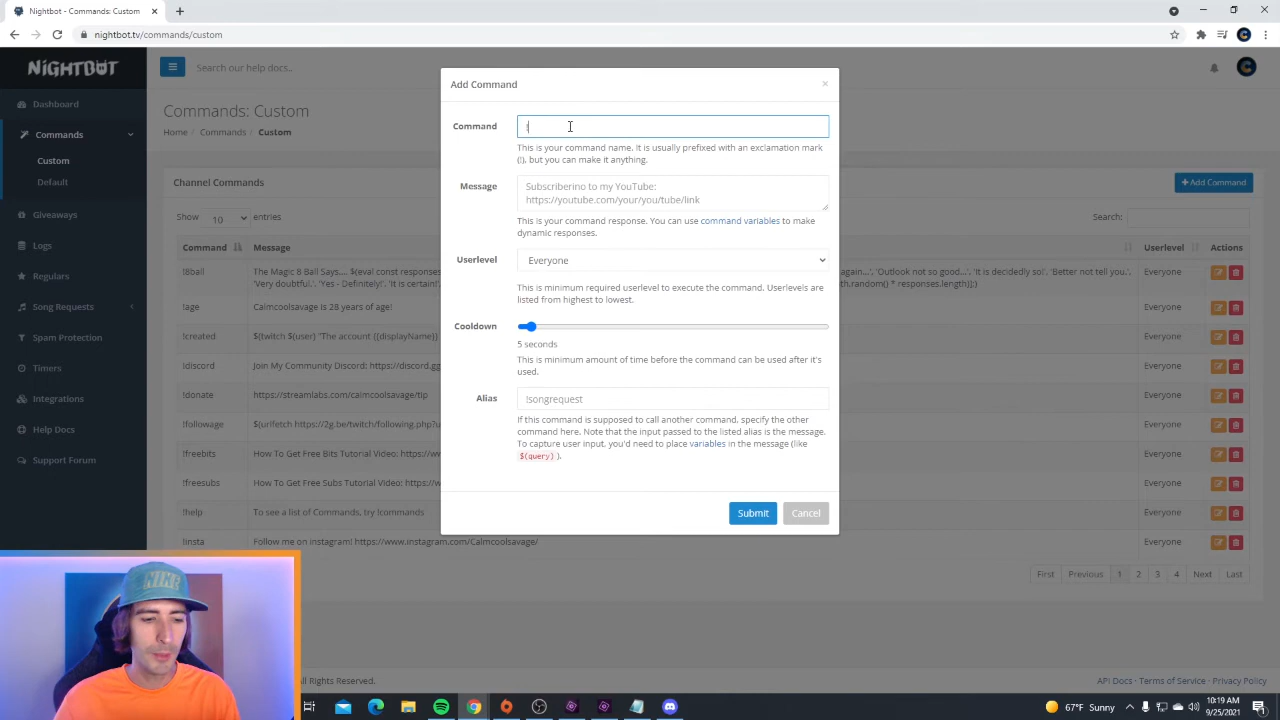 Nightbot - Commands: Custom
nightbot.tv/commands/custom
NIGHTBOT
Search our help docs...
Dashboard
Commands
Custom
Default
Giveaways
Logs
Regulars
Song Requests
Spam Protection
Timers
Integrations
Help Docs
Support Forum
Commands: Custom
Home / Commands / Custom
Channel Commands
+Add Command
Show 10 entries
Search:
Command Message Userlevel Actions
!8ball The Magic 8 Ball Says.... $(eval const responses again...', 'Outlook not so good...', 'It is decidedly so!', 'Better not tell you.', Everyone
'Very doubtful.', 'Yes - Definitely!', 'It is certain!' .random() * responses.length)];)
!age Calmcoolsavage is 28 years of age! Everyone
!created $(twitch $(user) "The account {{displayName}} Everyone
!discord Join My Community Discord: https://discord.gg Everyone
!donate https://streamlabs.com/calmcoolsavage/tip Everyone
!followage $(urlfetch https://2g.be/twitch/following.php?u Everyone
!freebits How To Get Free Bits Tutorial Video: https://w Everyone
!freesubs How To Get Free Subs Tutorial Video: https://w Everyone
!help To see a list of Commands, try !commands Everyone
!insta Follow me on instagram! https://www.instagram.com/Calmcoolsavage/ Everyone
First Previous 1 2 3 4 Next Last
Add Command
×
Command !
This is your command name. It is usually prefixed with an exclamation mark
(!), but you can make it anything.
Message Subscriberino to my YouTube:
https://youtube.com/your/you/tube/link
This is your command response. You can use command variables to make
dynamic responses.
Userlevel Everyone
This is minimum required userlevel to execute the command. Userlevels are
listed from highest to lowest.
Cooldown
5 seconds
This is minimum amount of time before the command can be used after it's
used.
Alias !songrequest
If this command is supposed to call another command, specify the other
command here. Note that the input passed to the listed alias is the message.
To capture user input, you'd need to place variables in the message (like
$(query) ).
Submit Cancel
ll Rights Reserved.
API Docs · Terms of Service · Privacy Policy
NIKE
67°F Sunny
10:19 AM
9/25/2021